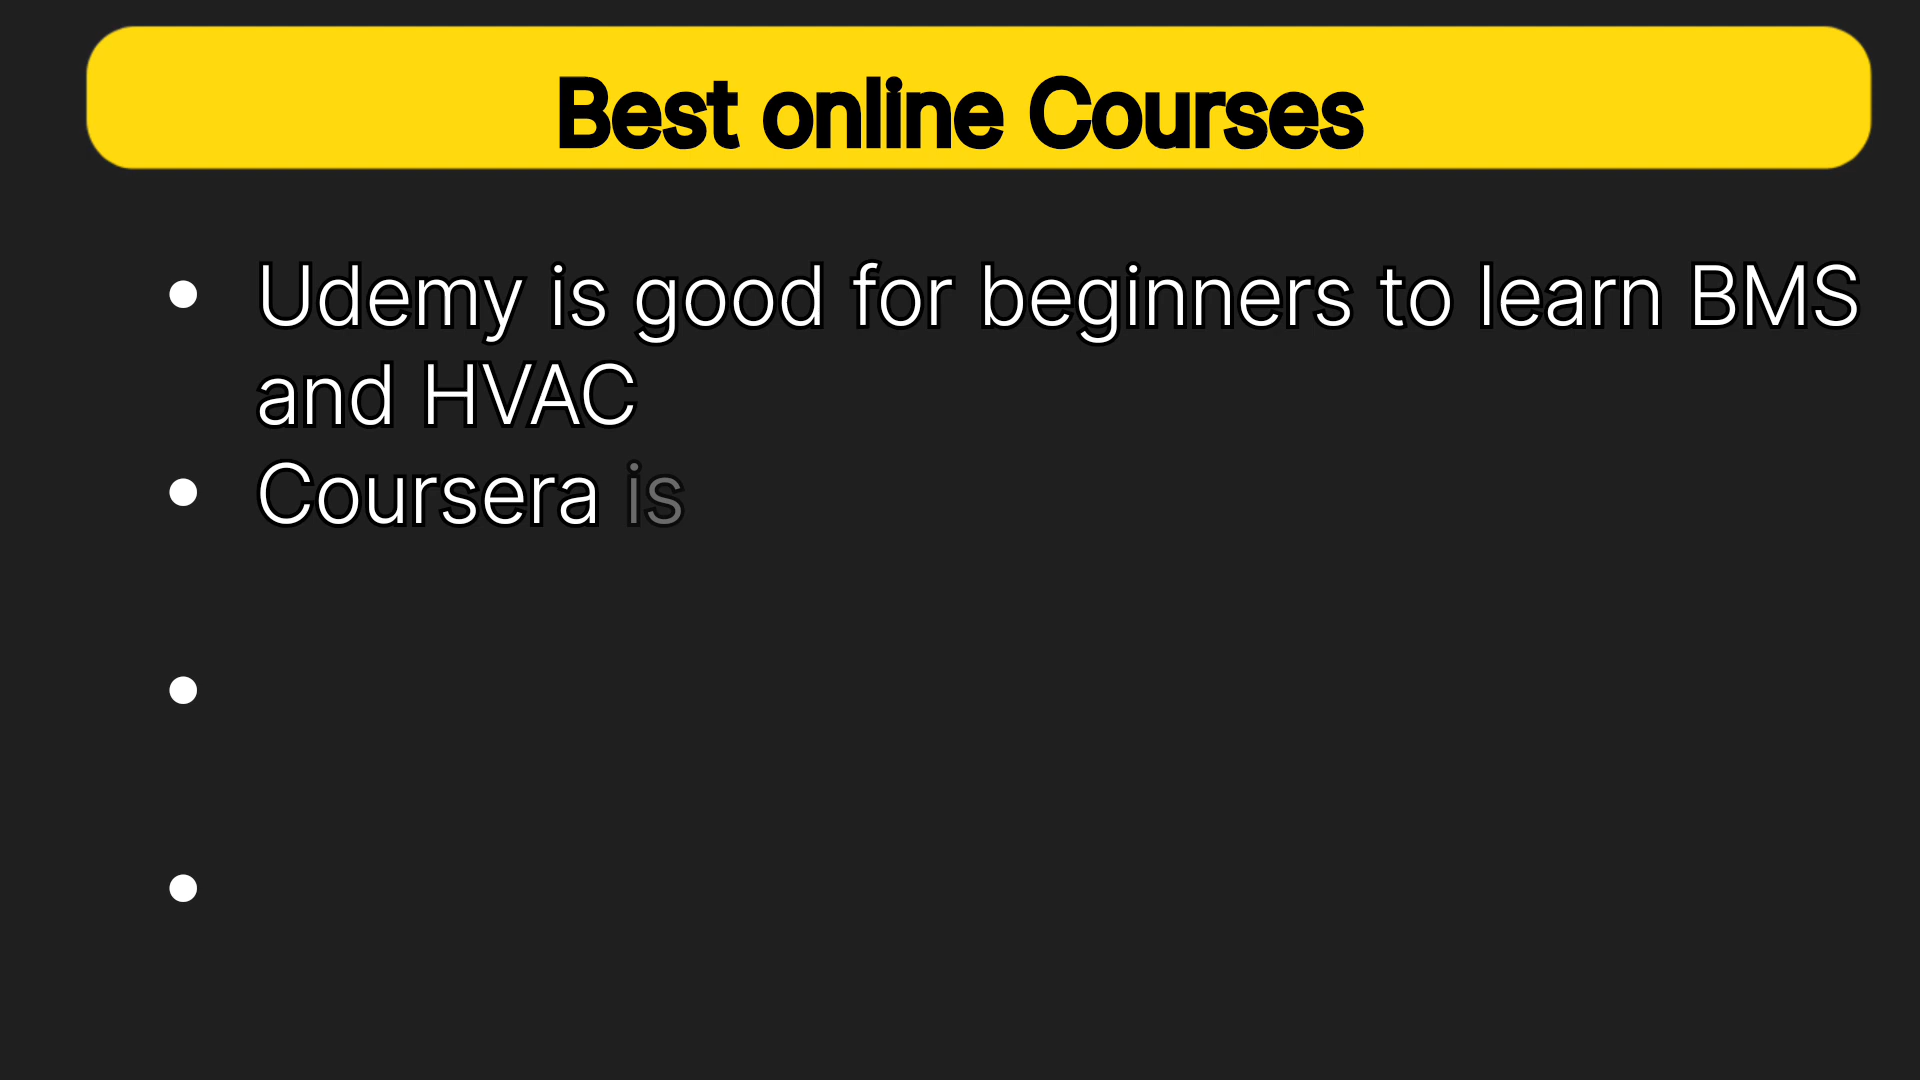 Best online Courses
• Udemy is good for beginners to learn BMS
and HVAC
• Coursera is
•
•